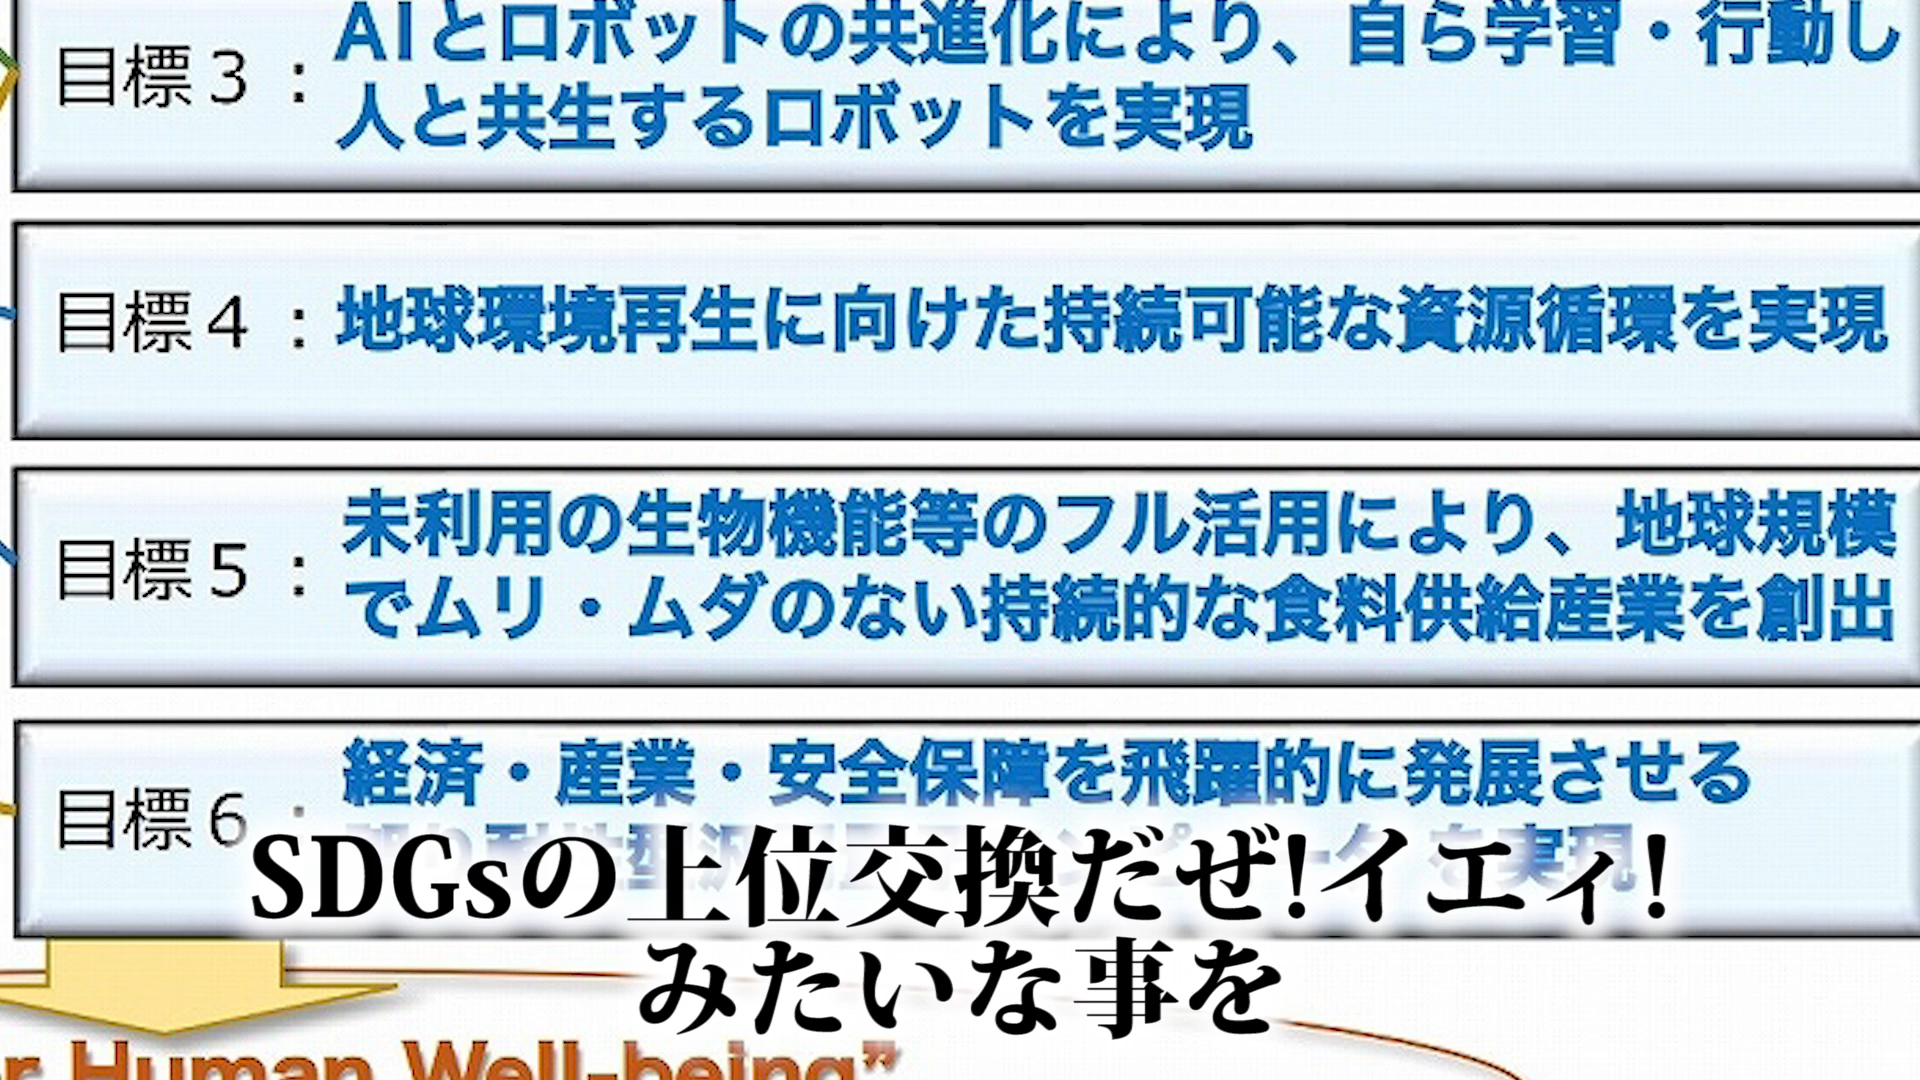 目標3：AIとロボットの共進化により、自ら学習・行動し
人と共生するロボットを実現
目標4：地球環境再生に向けた持続可能な資源循環を実現
目標5：未利用の生物機能等のフル活用により、地球規模
でムリ・ムダのない持続的な食料供給産業を創出
目標6：経済・産業・安全保障を飛躍的に発展させる
実現
SDGsの上位交換だぜ!イエィ!
みたいな事を
Human Well-being”